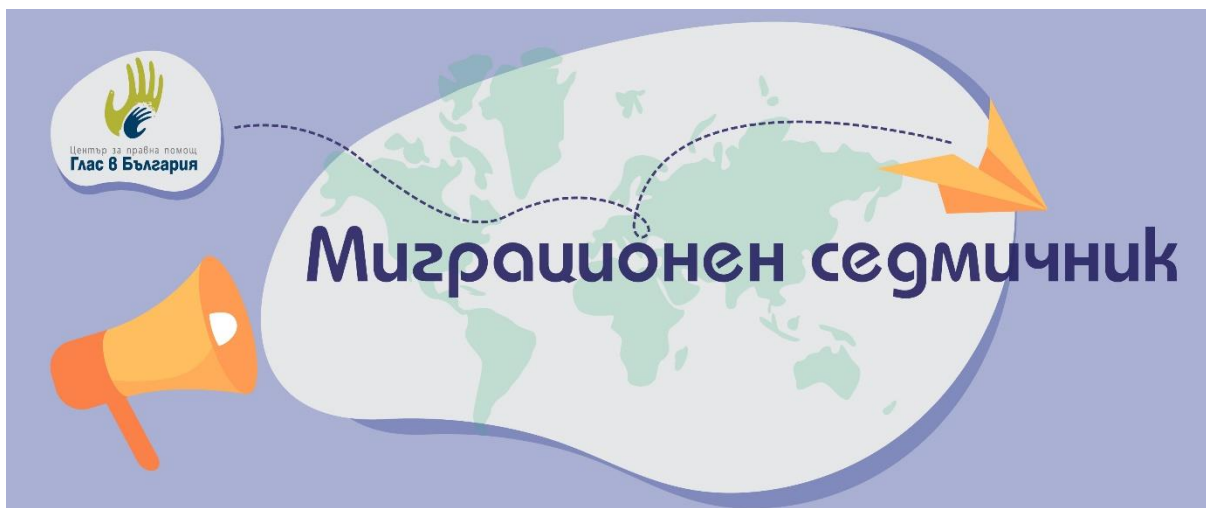 Център за правна помощ
Глас в България
Миграционен седмичник